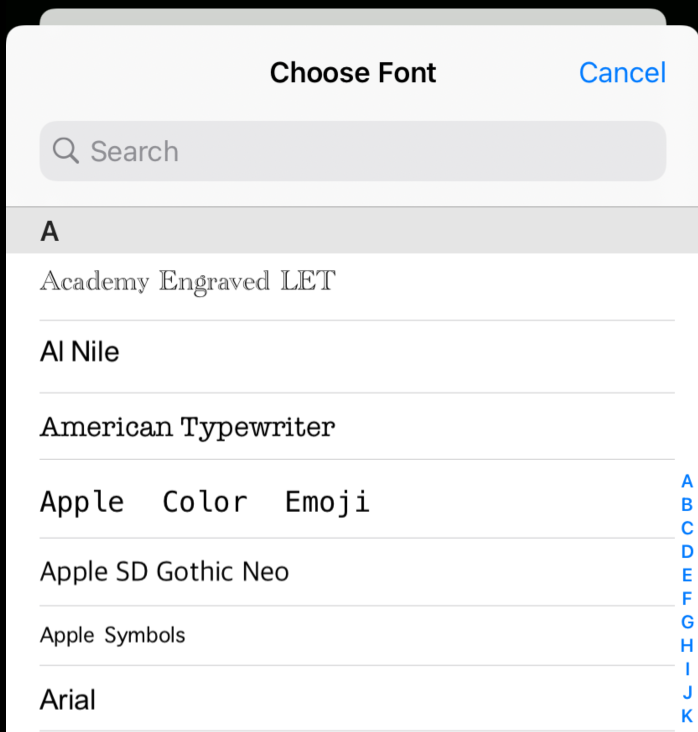 Choose Font
Cancel
Search
A
Academy Engraved LET
Al Nile
American Typewriter
Apple Color Emoji
Apple SD Gothic Neo
Apple Symbols
Arial
A
B
C
D
E
F
G
H
I
J
K